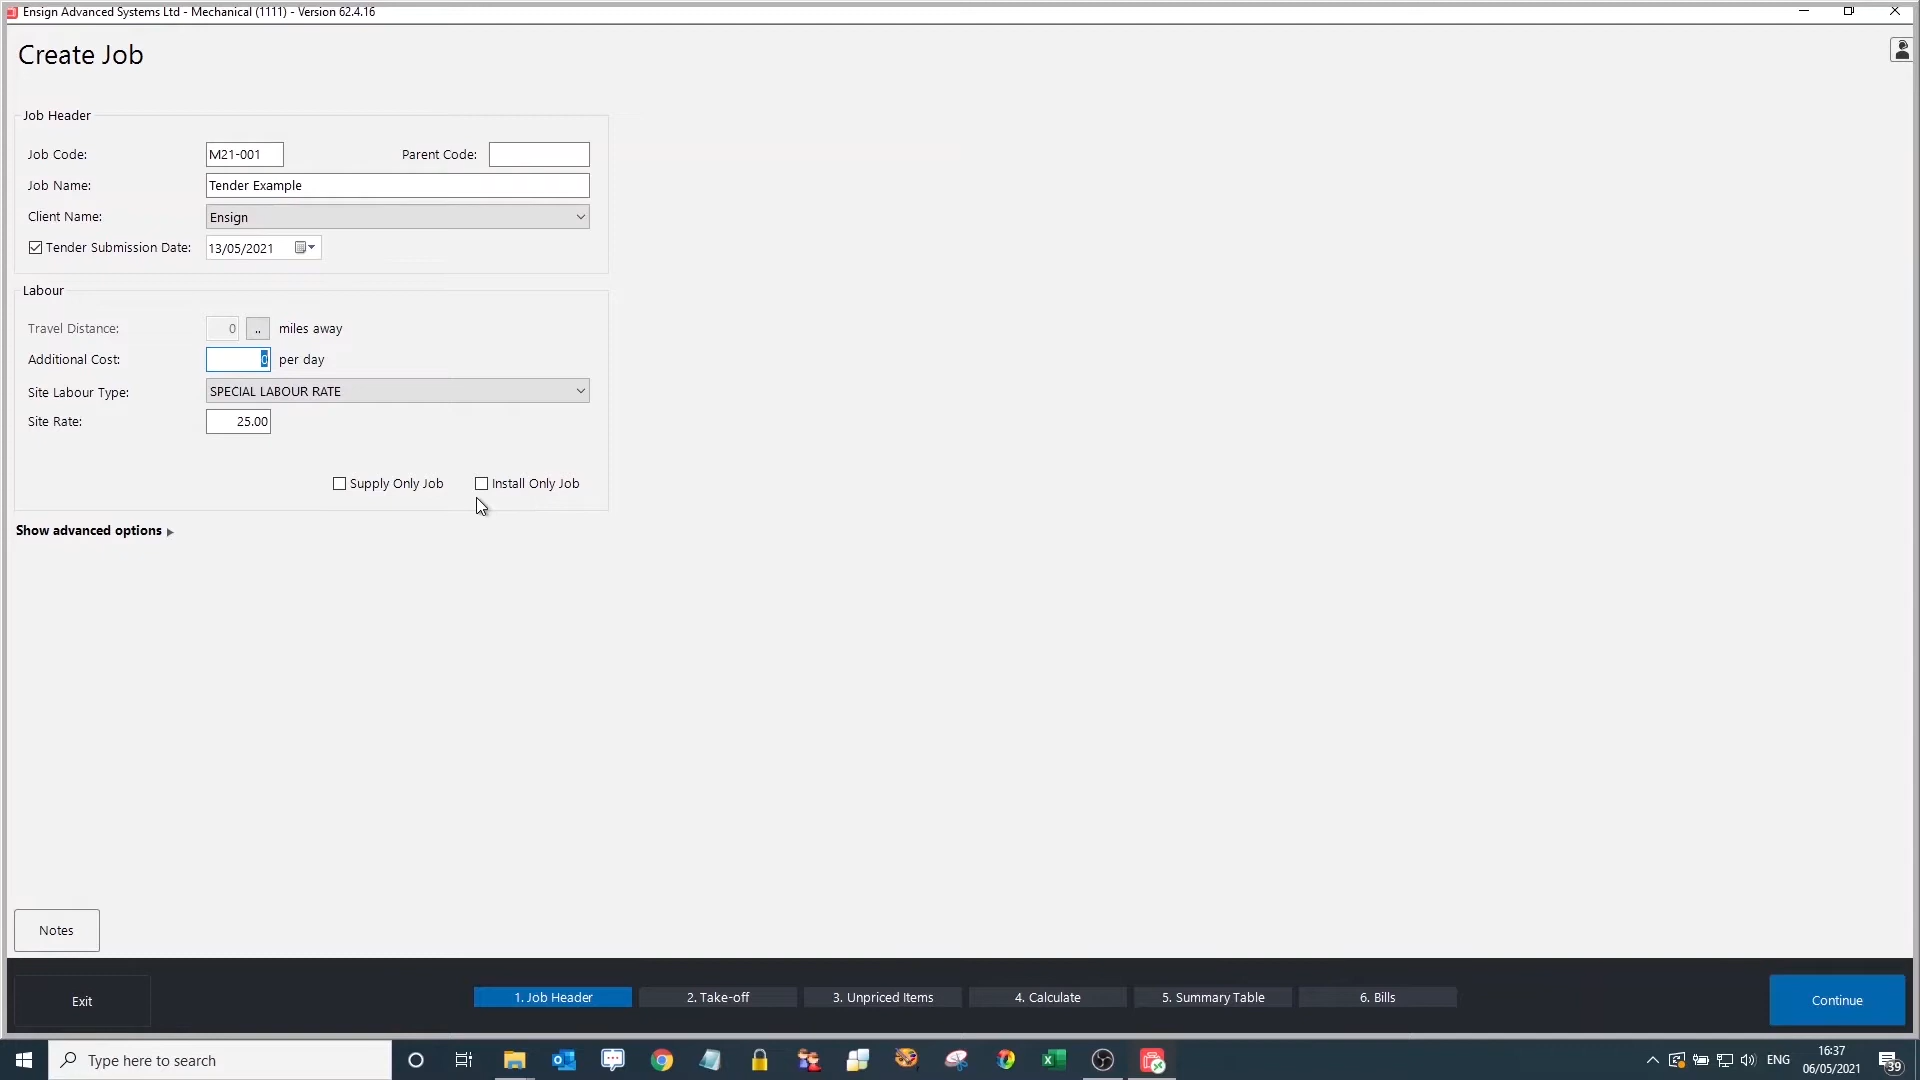 Ensign Advanced Systems Ltd - Mechanical (1111) - Version 62.4.16
Create Job
Job Header
Job Code: M21-001 Parent Code:
Job Name: Tender Example
Client Name: Ensign
Tender Submission Date: 13/05/2021
Labour
Travel Distance: 0 .. miles away
Additional Cost: 0 per day
Site Labour Type: SPECIAL LABOUR RATE
Site Rate: 25.00
Supply Only Job Install Only Job
Show advanced options
Notes
Exit 1. Job Header 2. Take-off 3. Unpriced Items 4. Calculate 5. Summary Table 6. Bills Continue
Type here to search ENG 16:37
06/05/2021 39